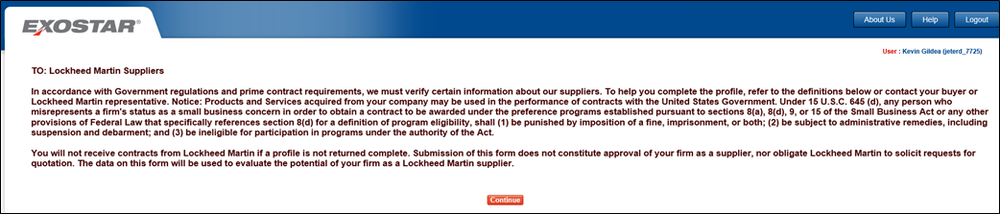 EXOSTAR®
About Us Help Logout
User : Kevin Gildea (jeterd_7725)
TO: Lockheed Martin Suppliers
In accordance with Government regulations and prime contract requirements, we must verify certain information about our suppliers. To help you complete the profile, refer to the definitions below or contact your buyer or
Lockheed Martin representative. Notice: Products and Services acquired from your company may be used in the performance of contracts with the United States Government. Under 15 U.S.C. 645 (d), any person who
misrepresents a firm's status as a small business concern in order to obtain a contract to be awarded under the preference programs established pursuant to sections 8(a), 8(d), 9, or 15 of the Small Business Act or any other
provisions of Federal Law that specifically references section 8(d) for a definition of program eligibility, shall (1) be punished by imposition of a fine, imprisonment, or both; (2) be subject to administrative remedies, including
suspension and debarment; and (3) be ineligible for participation in programs under the authority of the Act.
You will not receive contracts from Lockheed Martin if a profile is not returned complete. Submission of this form does not constitute approval of your firm as a supplier, nor obligate Lockheed Martin to solicit requests for
quotation. The data on this form will be used to evaluate the potential of your firm as a Lockheed Martin supplier.
Continue